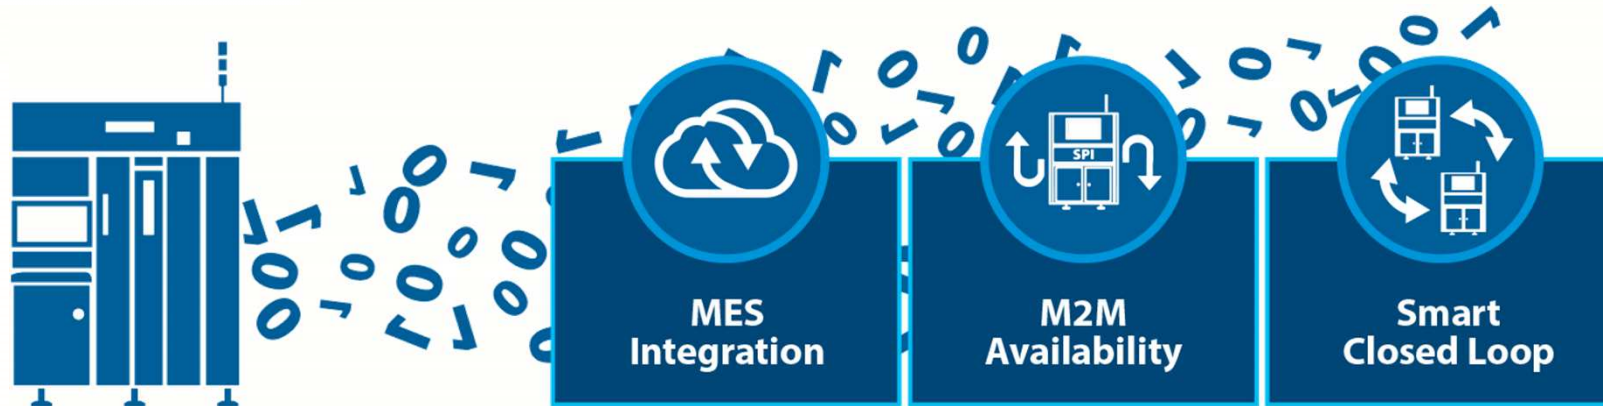 MES
Integration
SPI
M2M
Availability
Smart
Closed Loop